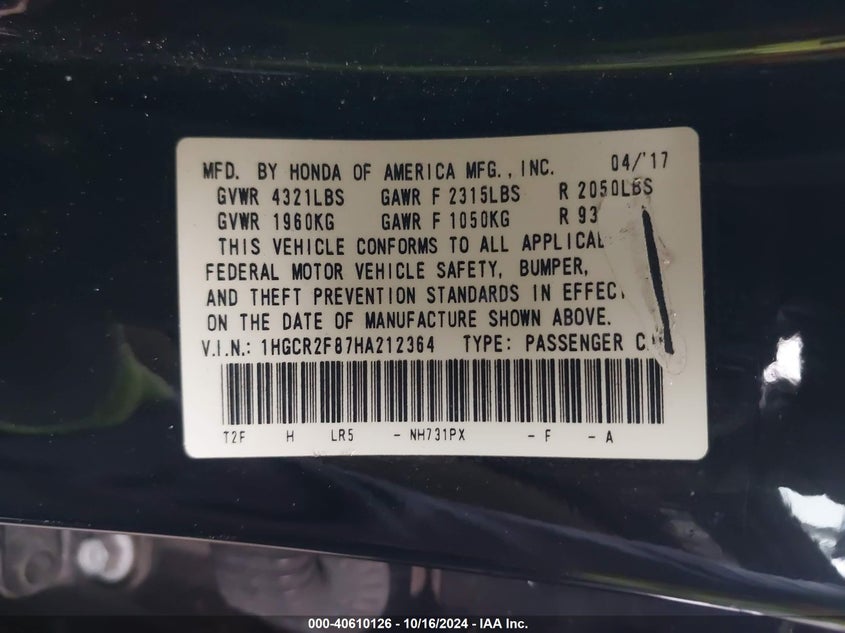 MFD. BY HONDA OF AMERICA MFG., INC. 04/'17
GVWR 4321LBS GAWR F 2315LBS R 2050LBS
GVWR 1960KG GAWR F 1050KG R 93
THIS VEHICLE CONFORMS TO ALL
FEDERAL MOTOR VEHICLE SAFETY, BUMPER,
AND THEFT PREVENTION STANDARDS IN EFFECT
ON THE DATE OF MANUFACTURE SHOWN ABOVE.
V.I.N.: 1HGCR2F87HA212364 TYPE: PASSENGER
T2F H LR5 - NH731PX - F - A
000-40610126 - 10/16/2024 - IAA Inc.